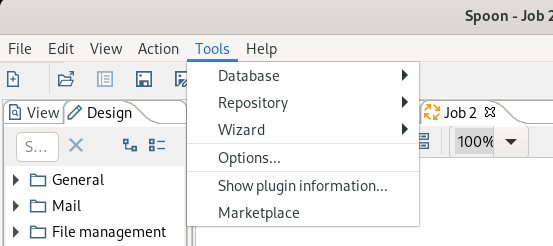 Spoon - Job 2
File Edit View Action Tools Help
Database
Repository
Wizard
Options...
Show plugin information...
Marketplace
View Design
Job 2
S...
100%
General
Mail
File management